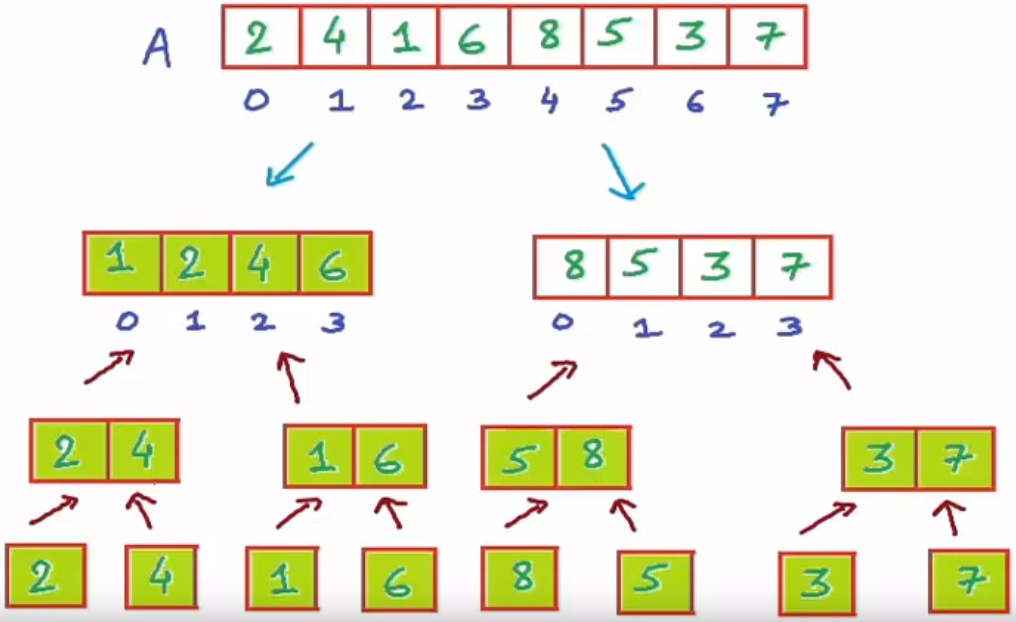 A 2 4 1 6 8 5 3 7
0 1 2 3 4 5 6 7
1 2 4 6 8 5 3 7
0 1 2 3 0 1 2 3
2 4 1 6 5 8 3 7
2 4 1 6 8 5 3 7